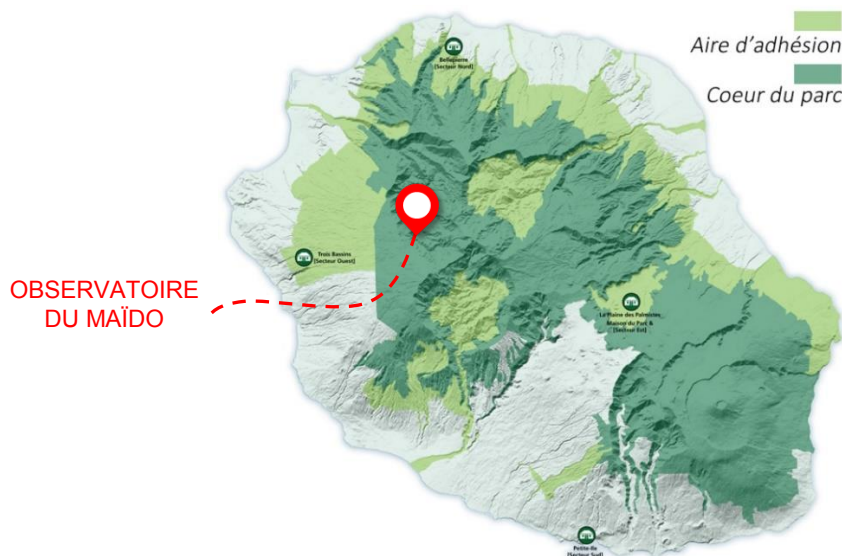 Aire d'adhésion
Coeur du parc
Bellepierre
[Secteur Nord]
Trois Bassins
[Secteur Ouest]
OBSERVATOIRE
DU MAÏDO
La Plaine des Palmistes
Maison du Parc &
[Secteur Est]
Petite-Ile
[Secteur Sud]